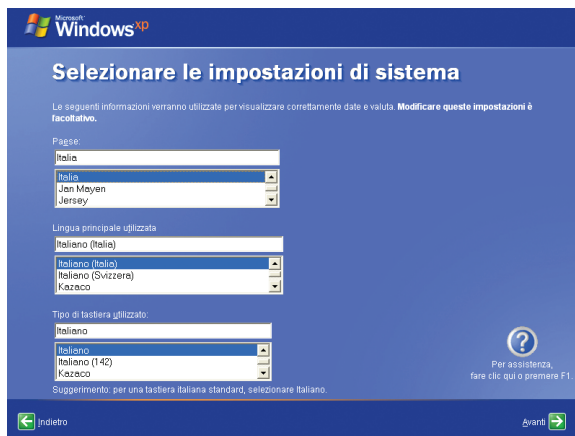 Microsoft
Windows xp
Selezionare le impostazioni di sistema
Le seguenti informazioni verranno utilizzate per visualizzare correttamente date e valuta. Modificare queste impostazioni è
facoltativo.
Paese:
Italia
Italia
Jan Mayen
Jersey
Lingua principale utilizzata
Italiano (Italia)
Italiano (Italia)
Italiano (Svizzera)
Kazaco
Tipo di tastiera utilizzato:
Italiano
Italiano
Italiano (142)
Kazaco
Suggerimento: per una tastiera italiana standard, selezionare Italiano.
?
Per assistenza,
fare clic qui o premere F1.
Indietro
Avanti